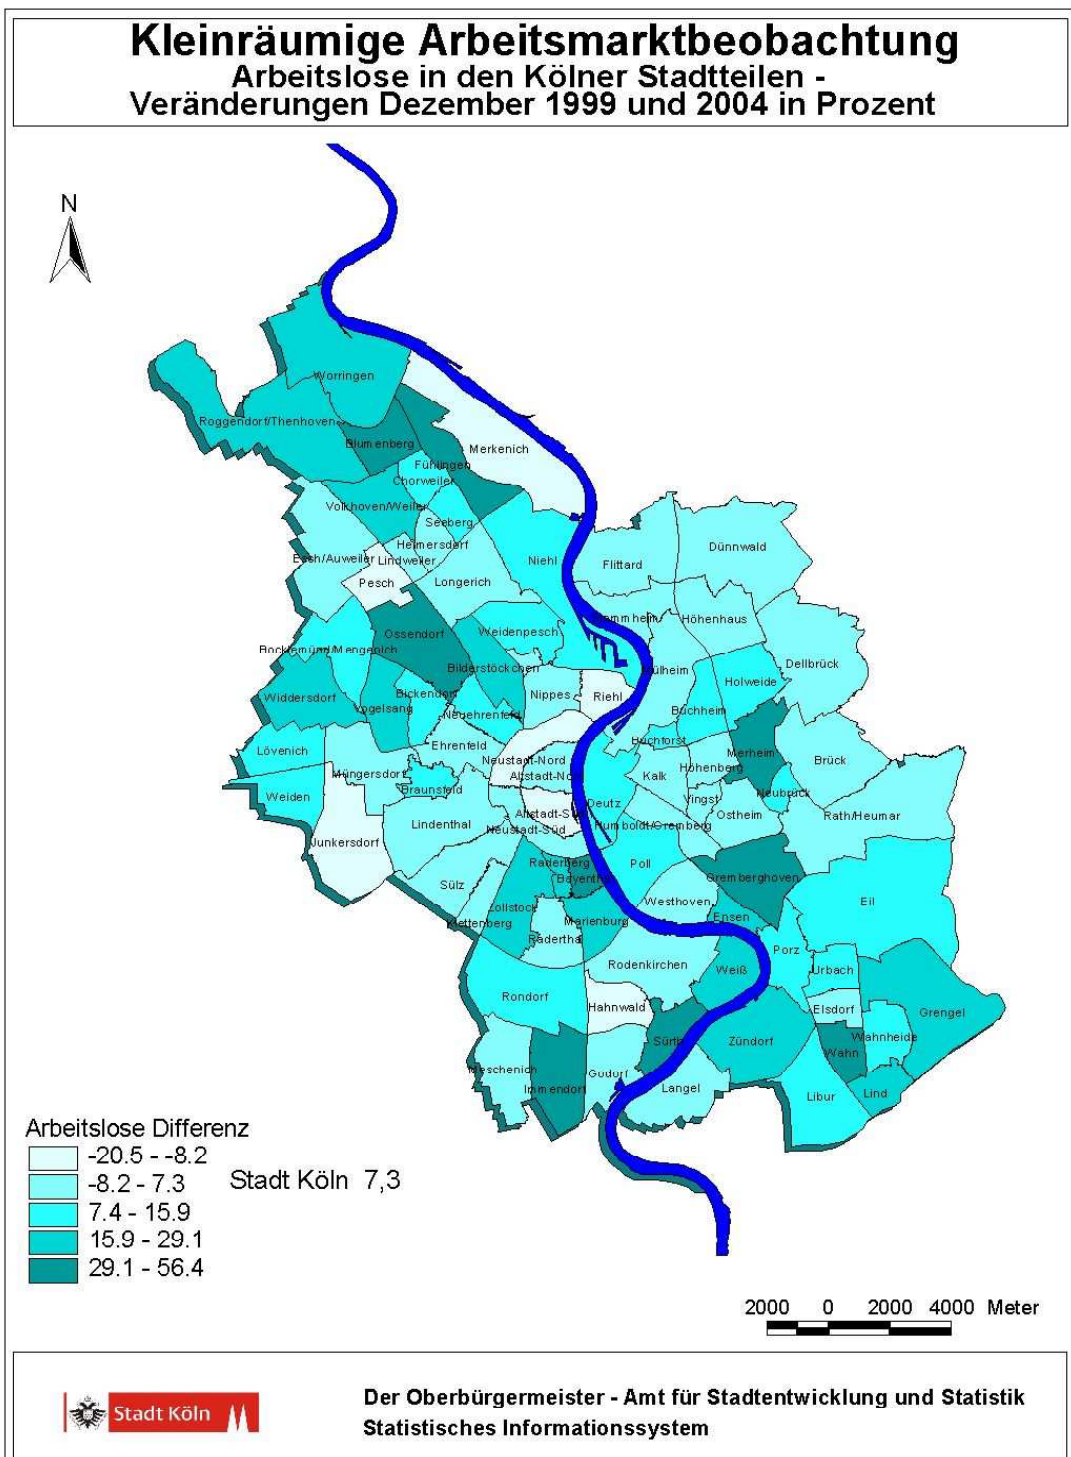 Kleinräumige Arbeitsmarktbeobachtung
Arbeitslose in den Kölner Stadtteilen -
Veränderungen Dezember 1999 und 2004 in Prozent
N
Worringen
Roggendorf/Thenhoven
Blumenberg
Merkenich
Fühlingen
Chorweiler
Volkhoven/Weiler
Seeberg
Heimersdorf
Esch/Auweiler
Lindweiler
Pesch
Longerich
Niehl
Flittard
Dünnwald
Ossendorf
Weidenpesch
Stammheim
Höhenhaus
Bocklemünd/Mengenich
Bilderstöckchen
Mülheim
Dellbrück
Holweide
Widdersdorf
Vogelsang
Bickendorf
Nippes
Riehl
Neuehrenfeld
Buchheim
Lövenich
Ehrenfeld
Buchforst
Merheim
Brück
Müngersdorf
Neustadt-Nord
Altstadt-Nord
Kalk
Höhenberg
Weiden
Braunsfeld
Deutz
Vingst
Neubrück
Lindenthal
Altstadt-Süd
Neustadt-Süd
Humboldt/Gremberg
Ostheim
Rath/Heumar
Junkersdorf
Raderberg
Bayenthal
Poll
Sülz
Gremberghoven
Zollstock
Klettenberg
Marienburg
Westhoven
Ensen
Eil
Raderthal
Rodenkirchen
Weiß
Porz
Urbach
Rondorf
Hahnwald
Elsdorf
Grengel
Sürth
Zündorf
Wahn
Wahnheide
Meschenich
Immendorf
Godorf
Langel
Libur
Lind
Arbeitslose Differenz
-20.5 - -8.2
-8.2 - 7.3
Stadt Köln 7,3
7.4 - 15.9
15.9 - 29.1
29.1 - 56.4
2000 0 2000 4000 Meter
Stadt Köln
Der Oberbürgermeister - Amt für Stadtentwicklung und Statistik
Statistisches Informationssystem